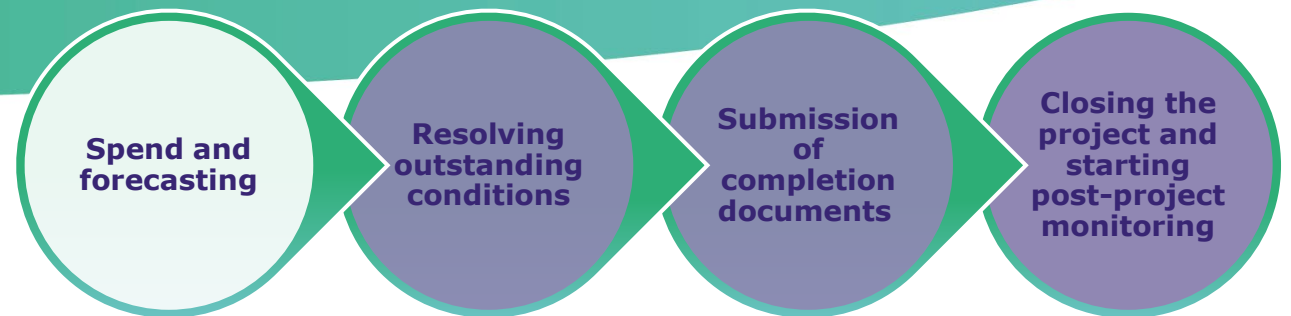 Spend and
forecasting
Resolving
outstanding
conditions
Submission
of
completion
documents
Closing the
project and
starting
post-project
monitoring